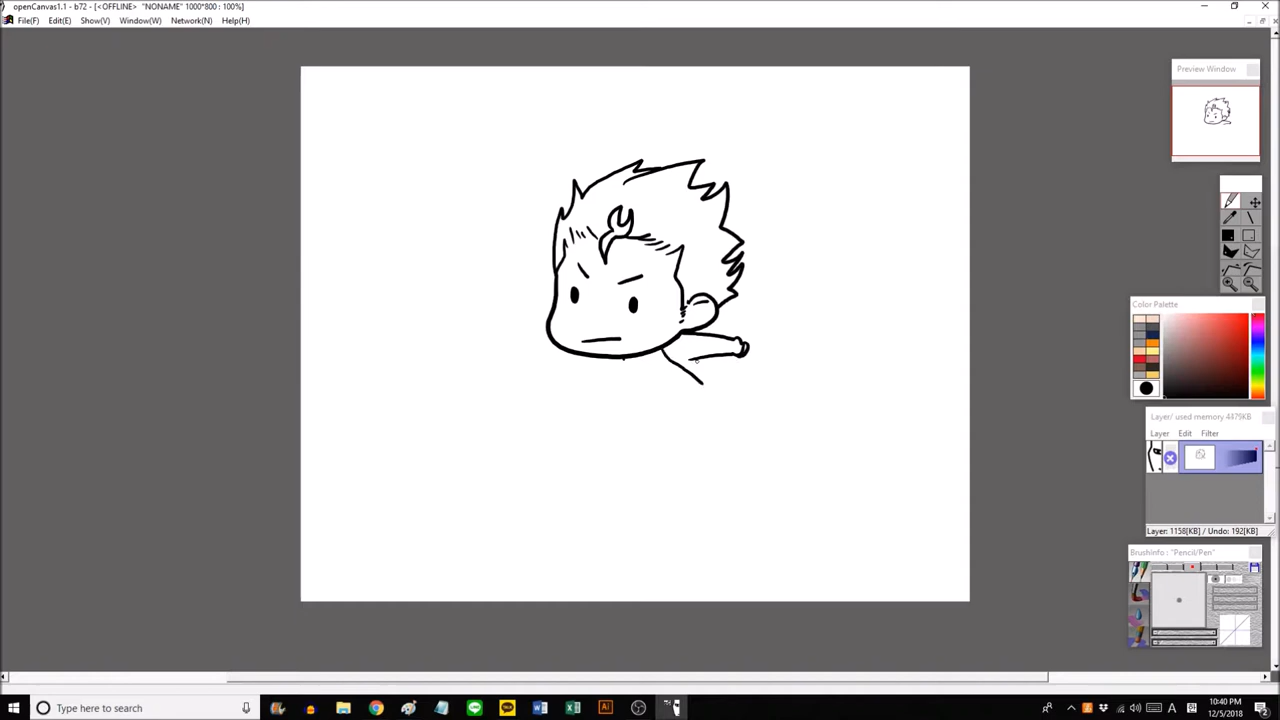 openCanvas1.1 - b72 - [<OFFLINE> "NONAME" 1000*800 : 100%]
File(F) Edit(E) Show(V) Window(W) Network(N) Help(H)
Preview Window
Color Palette
Layer/ used memory 4479KB
Layer Edit Filter
Layer: 1158[KB] / Undo: 192[KB]
Brushinfo : "Pencil/Pen"
Type here to search
10:40 PM
12/5/2018